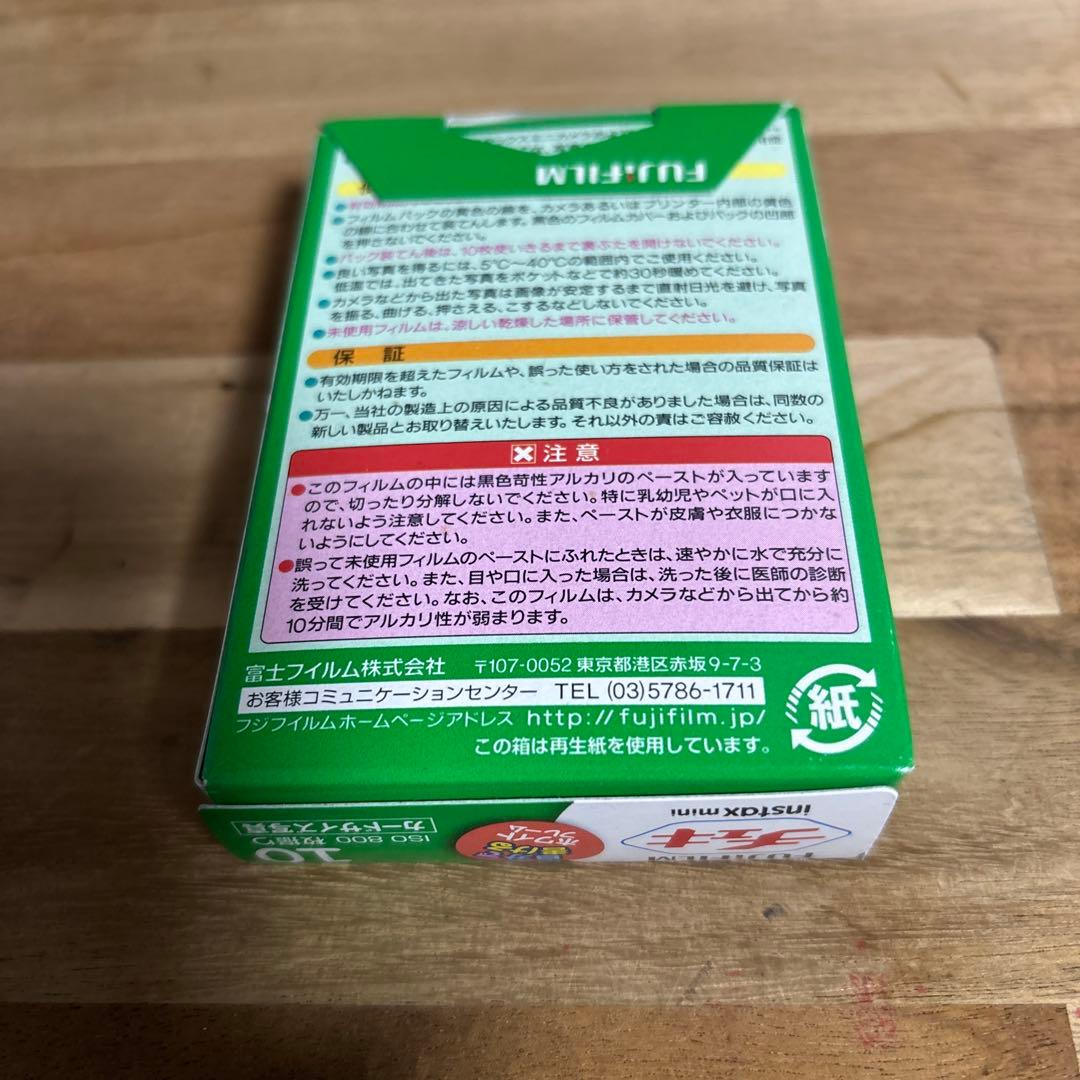 FUJIFILM
●フィルムパックの黄色の線を、カメラあるいはプリンター内部の黄色
の線に合わせて装てんします。黒色のフィルムカバーおよびパックの凹部
を押さないでください。
●パック装てん後は、10枚使いきるまで裏ぶたを開けないでください。
●良い写真を得るには、5℃〜40℃の範囲内でご使用ください。
低温では、出てきた写真をポケットなどで約30秒暖めてください。
●カメラなどから出た写真は画像が安定するまで直射日光を避け、写真
を振る、曲げる、押さえる、こするなどしないでください。
●未使用フィルムは、涼しい乾燥した場所に保管してください。
保 証
●有効期限を超えたフィルムや、誤った使い方をされた場合の品質保証は
いたしかねます。
●万一、当社の製造上の原因による品質不良がありました場合は、同数の
新しい製品とお取り替えいたします。それ以外の責はご容赦ください。
注意
●このフィルムの中には黒色苛性アルカリのペーストが入っています
ので、切ったり分解しないでください。特に乳幼児やペットが口に入
れないよう注意してください。また、ペーストが皮膚や衣服につかな
いようにしてください。
●誤って未使用フィルムのペーストにふれたときは、速やかに水で充分に
洗ってください。また、目や口に入った場合は、洗った後に医師の診断
を受けてください。なお、このフィルムは、カメラなどから出てから約
10分間でアルカリ性が弱まります。
富士フイルム株式会社 〒107-0052 東京都港区赤坂9-7-3
お客様コミュニケーションセンター TEL (03)5786-1711
フジフイルムホームページアドレス http://fujifilm.jp/
この箱は再生紙を使用しています。
紙
instax mini
チェキ
FUJIFILM
書ける
ホワイト
フレーム
カードサイズ写真
ISO 800 枚撮り
10